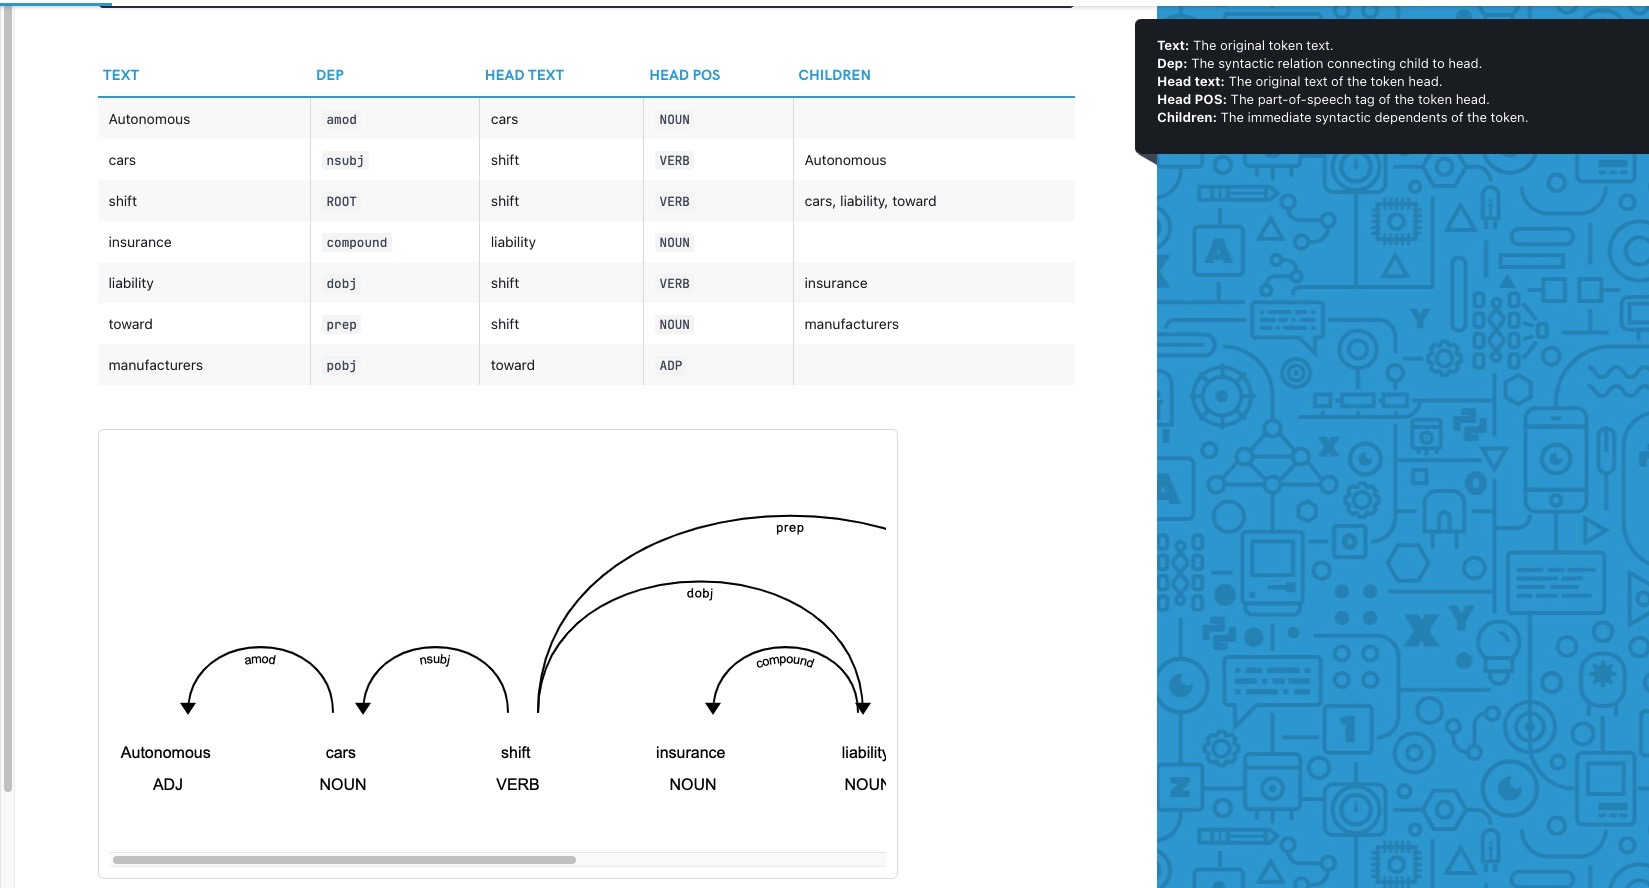 TEXT DEP HEAD TEXT HEAD POS CHILDREN
Autonomous amod cars NOUN
cars nsubj shift VERB Autonomous
shift ROOT shift VERB cars, liability, toward
insurance compound liability NOUN
liability dobj shift VERB insurance
toward prep shift NOUN manufacturers
manufacturers pobj toward ADP
Text: The original token text.
Dep: The syntactic relation connecting child to head.
Head text: The original text of the token head.
Head POS: The part-of-speech tag of the token head.
Children: The immediate syntactic dependents of the token.
prep
dobj
amod nsubj compound
Autonomous cars shift insurance liability
ADJ NOUN VERB NOUN NOUN
A
Y
X
A
0
0
X Y
1
Z